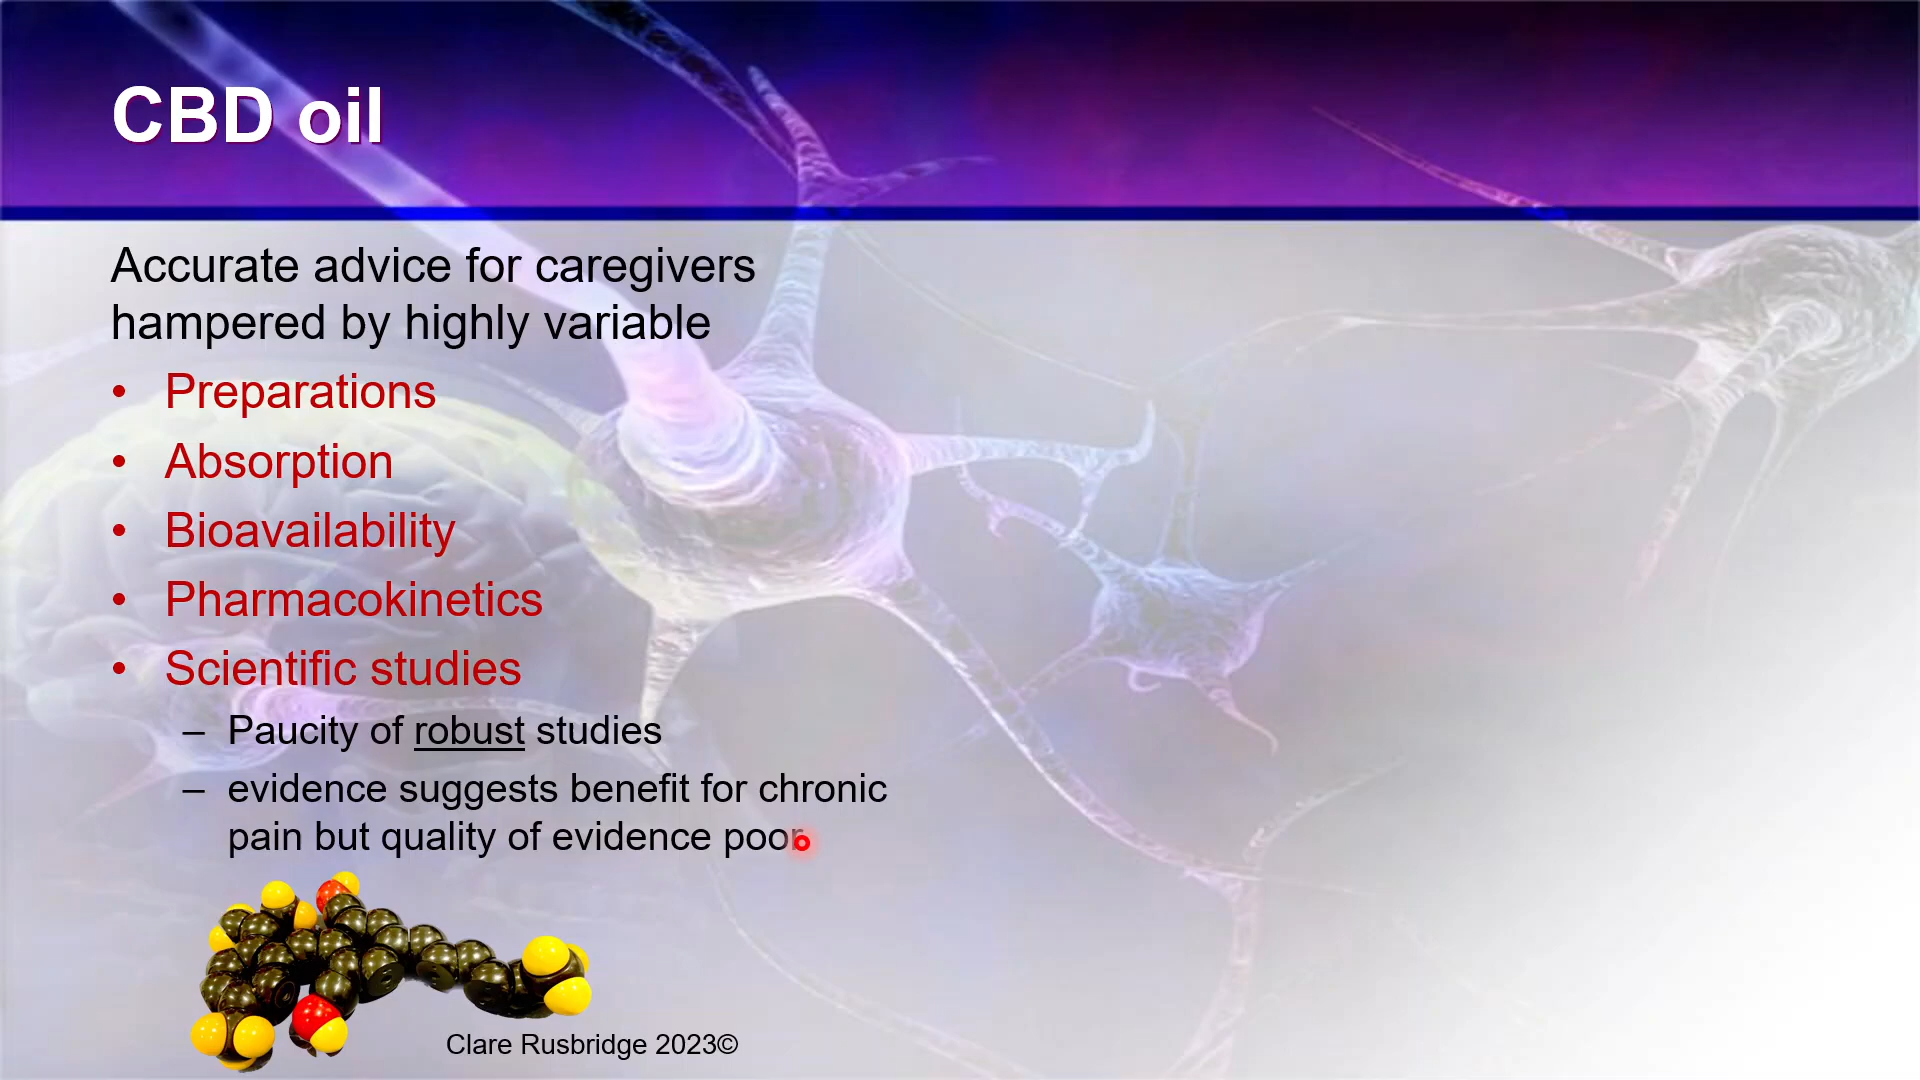 CBD oil
Accurate advice for caregivers
hampered by highly variable
• Preparations
• Absorption
• Bioavailability
• Pharmacokinetics
• Scientific studies
– Paucity of robust studies
– evidence suggests benefit for chronic
pain but quality of evidence poor
Clare Rusbridge 2023©